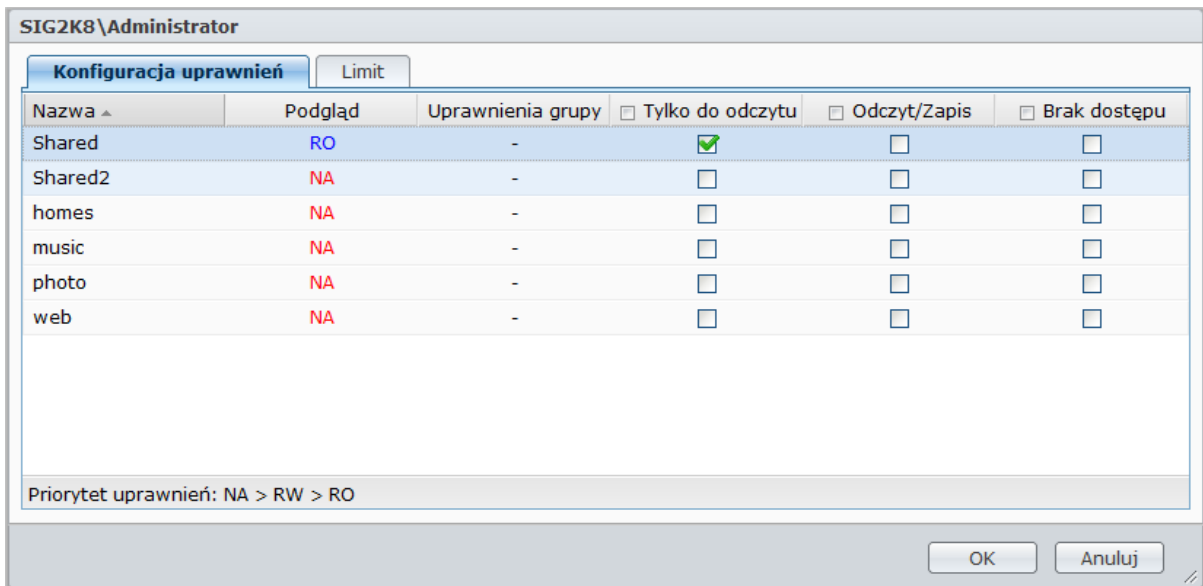 SIG2K8\Administrator
Konfiguracja uprawnień Limit
Nazwa Podgląd Uprawnienia grupy Tylko do odczytu Odczyt/Zapis Brak dostępu
Shared RO -
Shared2 NA -
homes NA -
music NA -
photo NA -
web NA -
Priorytet uprawnień: NA > RW > RO
OK Anuluj